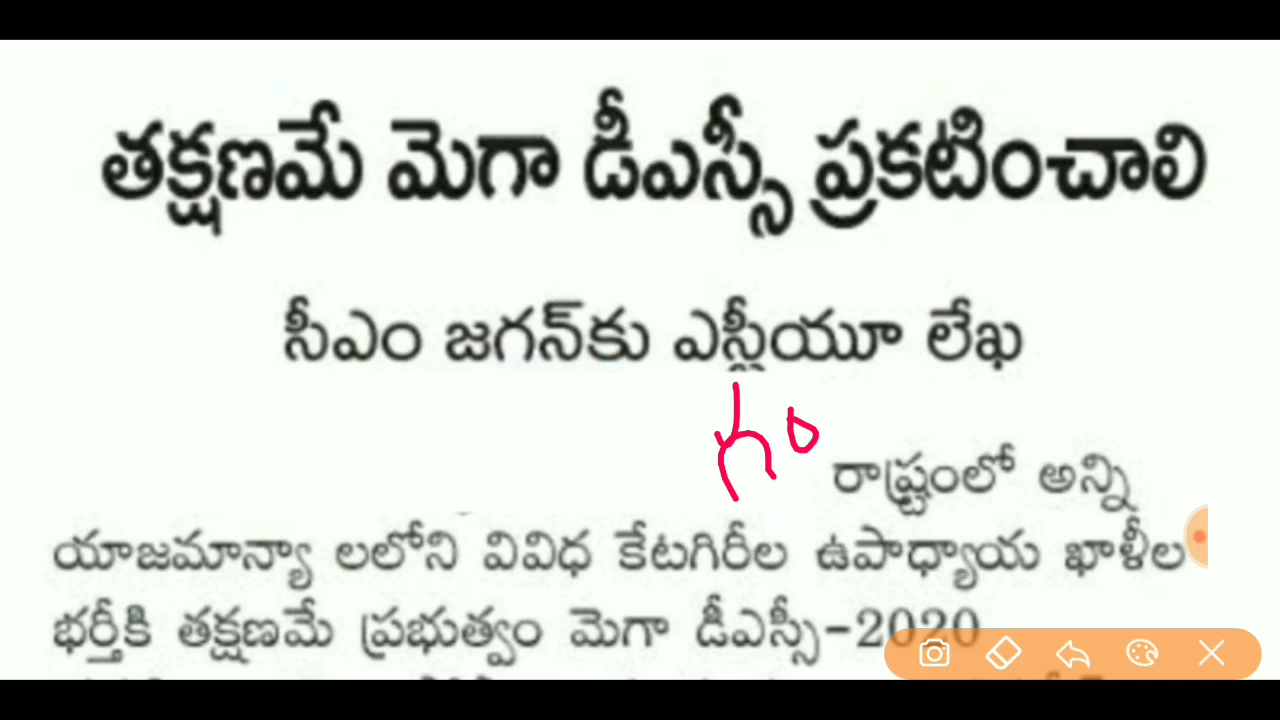 తక్షణమే మెగా డీఎస్సీ ప్రకటించాలి
సీఎం జగన్‌కు ఎస్టీయూ లేఖ
గం
రాష్ట్రంలో అన్ని
యాజమాన్యా లలోని వివిధ కేటగిరీల ఉపాధ్యాయ ఖాళీల
భర్తీకి తక్షణమే ప్రభుత్వం మెగా డీఎస్సీ-2020